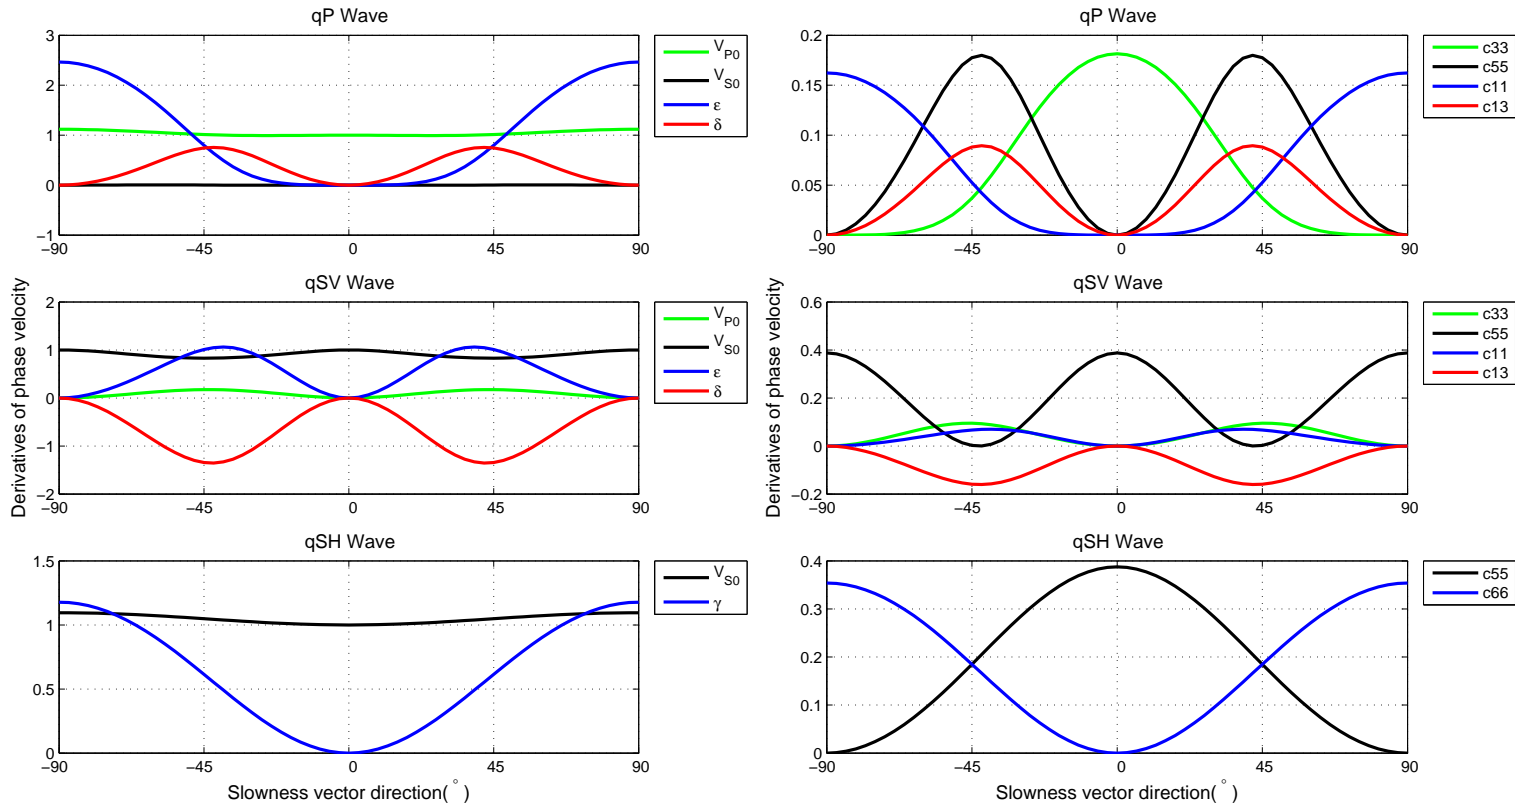 qP Wave
3
2
1
0
−1
−90
−45
0
45
90
V_P0
V_S0
ε
δ
qP Wave
0.2
0.15
0.1
0.05
0
−90
−45
0
45
90
c33
c55
c11
c13
Derivatives of phase velocity
qSV Wave
2
1
0
−1
−2
−90
−45
0
45
90
V_P0
V_S0
ε
δ
Derivatives of phase velocity
qSV Wave
0.6
0.4
0.2
0
−0.2
−90
−45
0
45
90
c33
c55
c11
c13
qSH Wave
1.5
1
0.5
0
−90
−45
0
45
90
Slowness vector direction(°)
V_S0
γ
qSH Wave
0.4
0.3
0.2
0.1
0
−90
−45
0
45
90
Slowness vector direction(°)
c55
c66